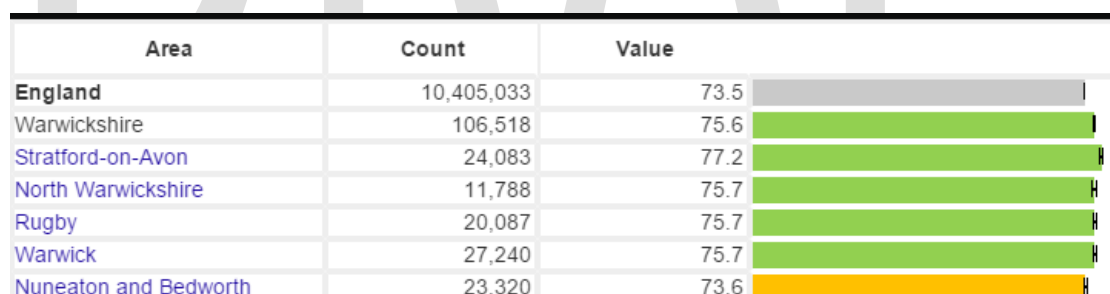 Area Count Value
England 10,405,033 73.5
Warwickshire 106,518 75.6
Stratford-on-Avon 24,083 77.2
North Warwickshire 11,788 75.7
Rugby 20,087 75.7
Warwick 27,240 75.7
Nuneaton and Bedworth 23,320 73.6